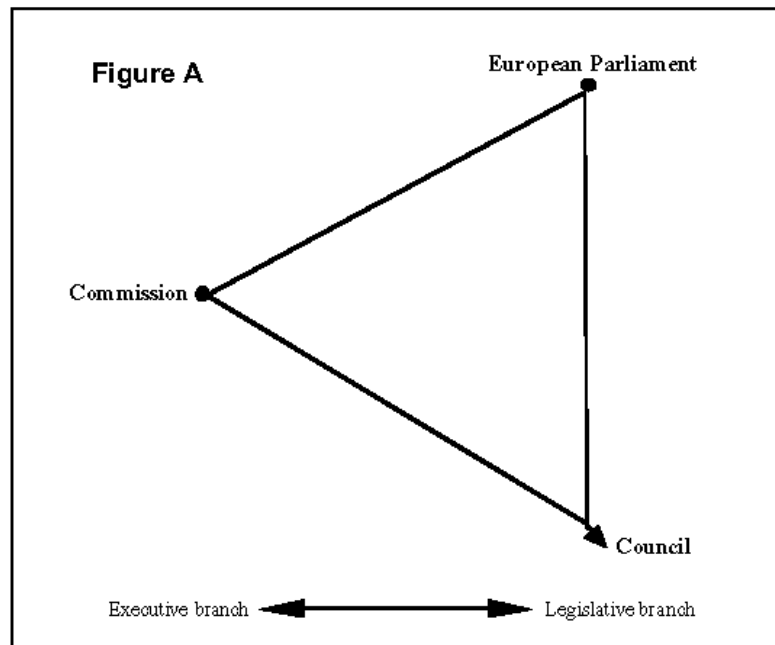 Figure A
European Parliament
Commission
Council
Executive branch
Legislative branch